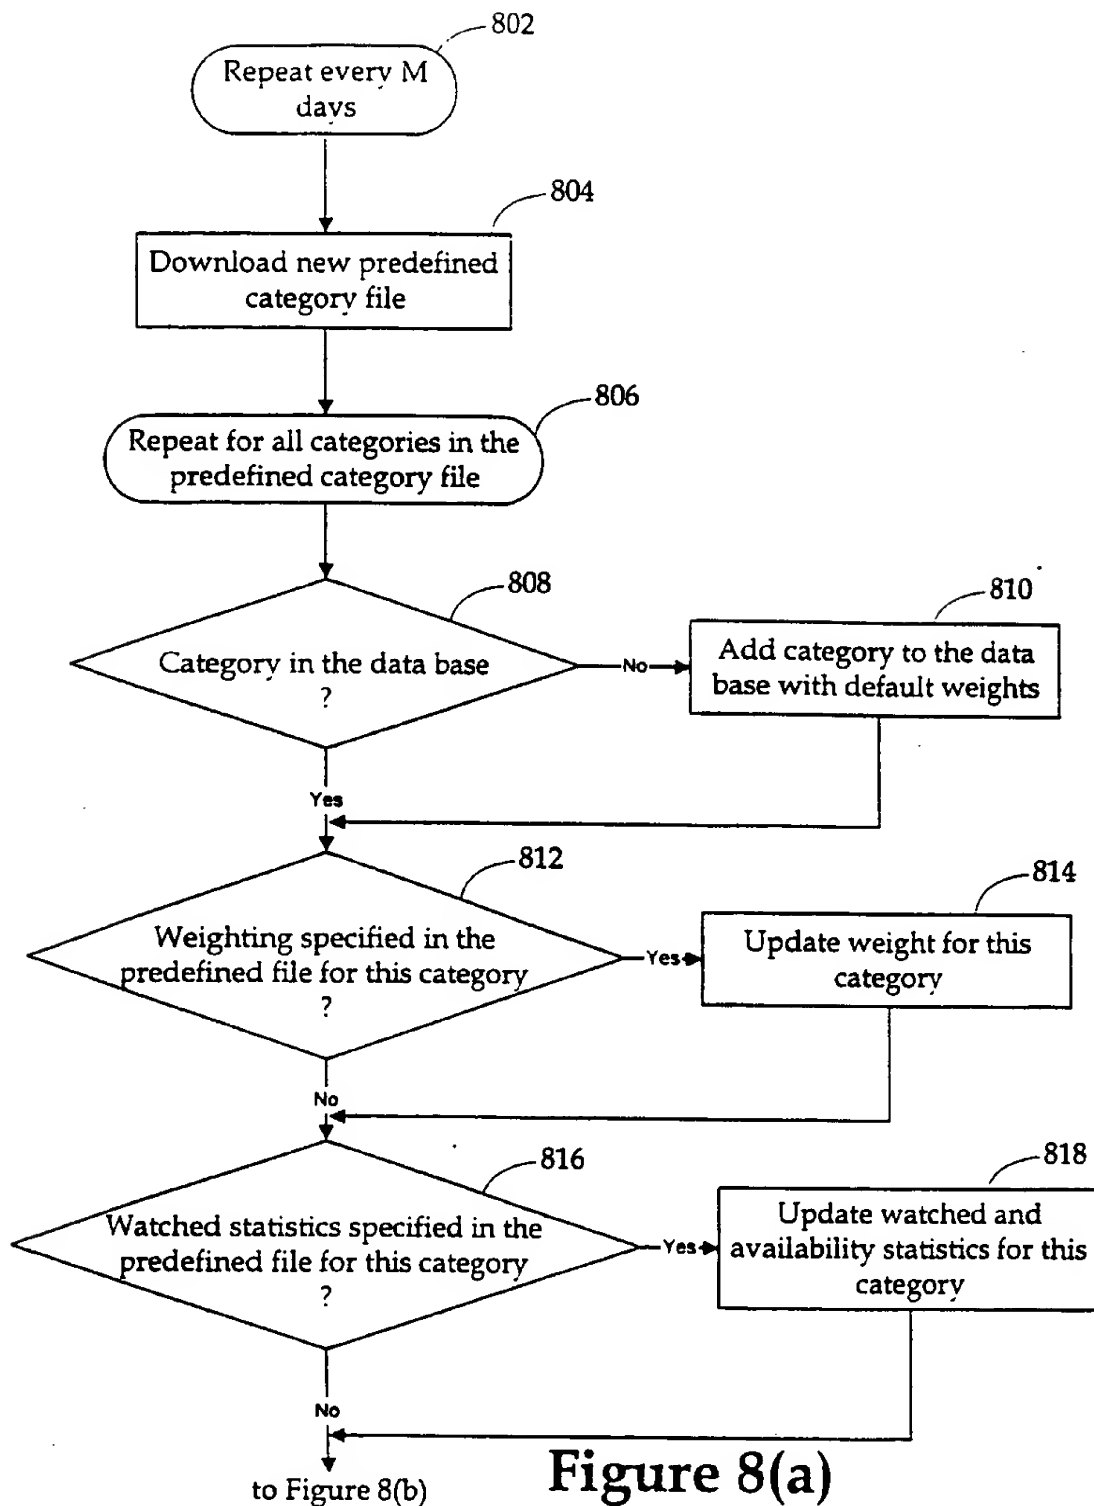 802
Repeat every M
days
804
Download new predefined
category file
806
Repeat for all categories in the
predefined category file
808
Category in the data base
?
No
810
Add category to the data
base with default weights
Yes
812
Weighting specified in the
predefined file for this category
?
Yes
814
Update weight for this
category
No
816
Watched statistics specified in the
predefined file for this category
?
Yes
818
Update watched and
availability statistics for this
category
No
to Figure 8(b)
Figure 8(a)